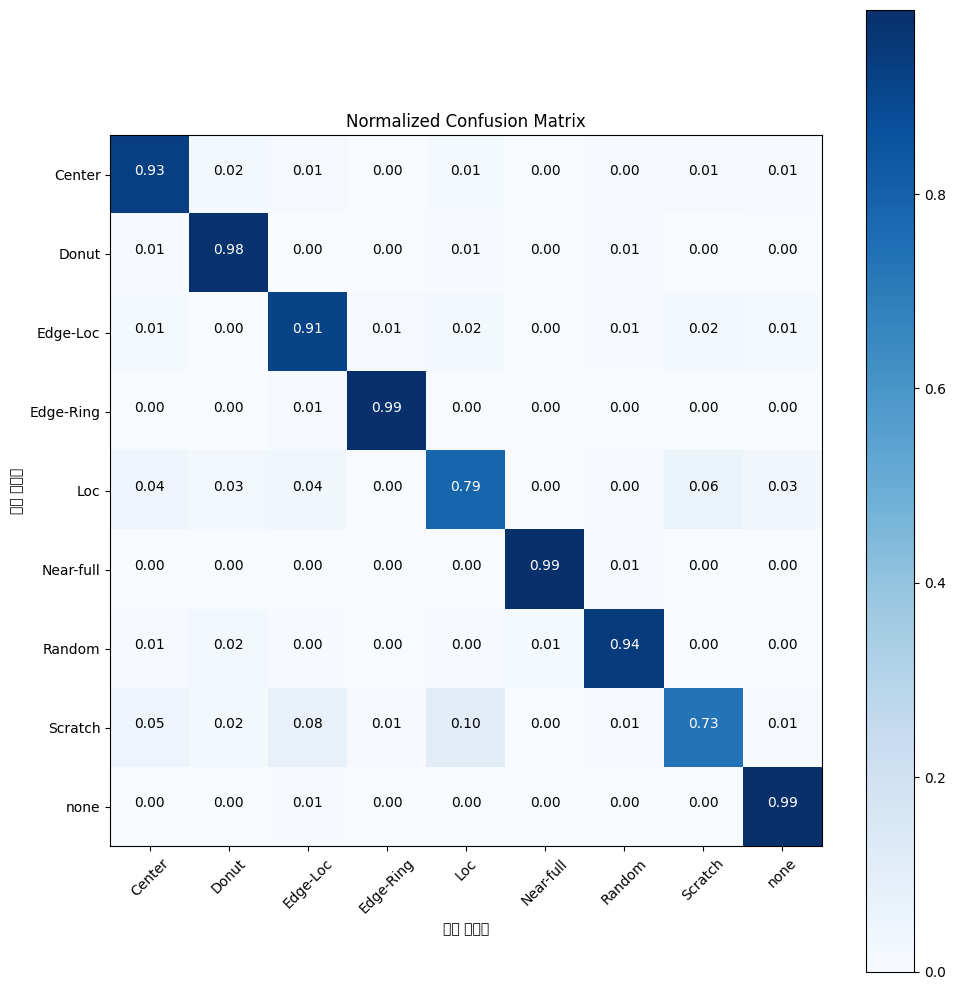 Normalized Confusion Matrix
Center 0.93 0.02 0.01 0.00 0.01 0.00 0.00 0.01 0.01
Donut 0.01 0.98 0.00 0.00 0.01 0.00 0.01 0.00 0.00
Edge-Loc 0.01 0.00 0.91 0.01 0.02 0.00 0.01 0.02 0.01
Edge-Ring 0.00 0.00 0.01 0.99 0.00 0.00 0.00 0.00 0.00
Loc 0.04 0.03 0.04 0.00 0.79 0.00 0.00 0.06 0.03
Near-full 0.00 0.00 0.00 0.00 0.00 0.99 0.01 0.00 0.00
Random 0.01 0.02 0.00 0.00 0.00 0.01 0.94 0.00 0.00
Scratch 0.05 0.02 0.08 0.01 0.10 0.00 0.01 0.73 0.01
none 0.00 0.00 0.01 0.00 0.00 0.00 0.00 0.00 0.99
Center Donut Edge-Loc Edge-Ring Loc Near-full Random Scratch none
0.8
0.6
0.4
0.2
0.0